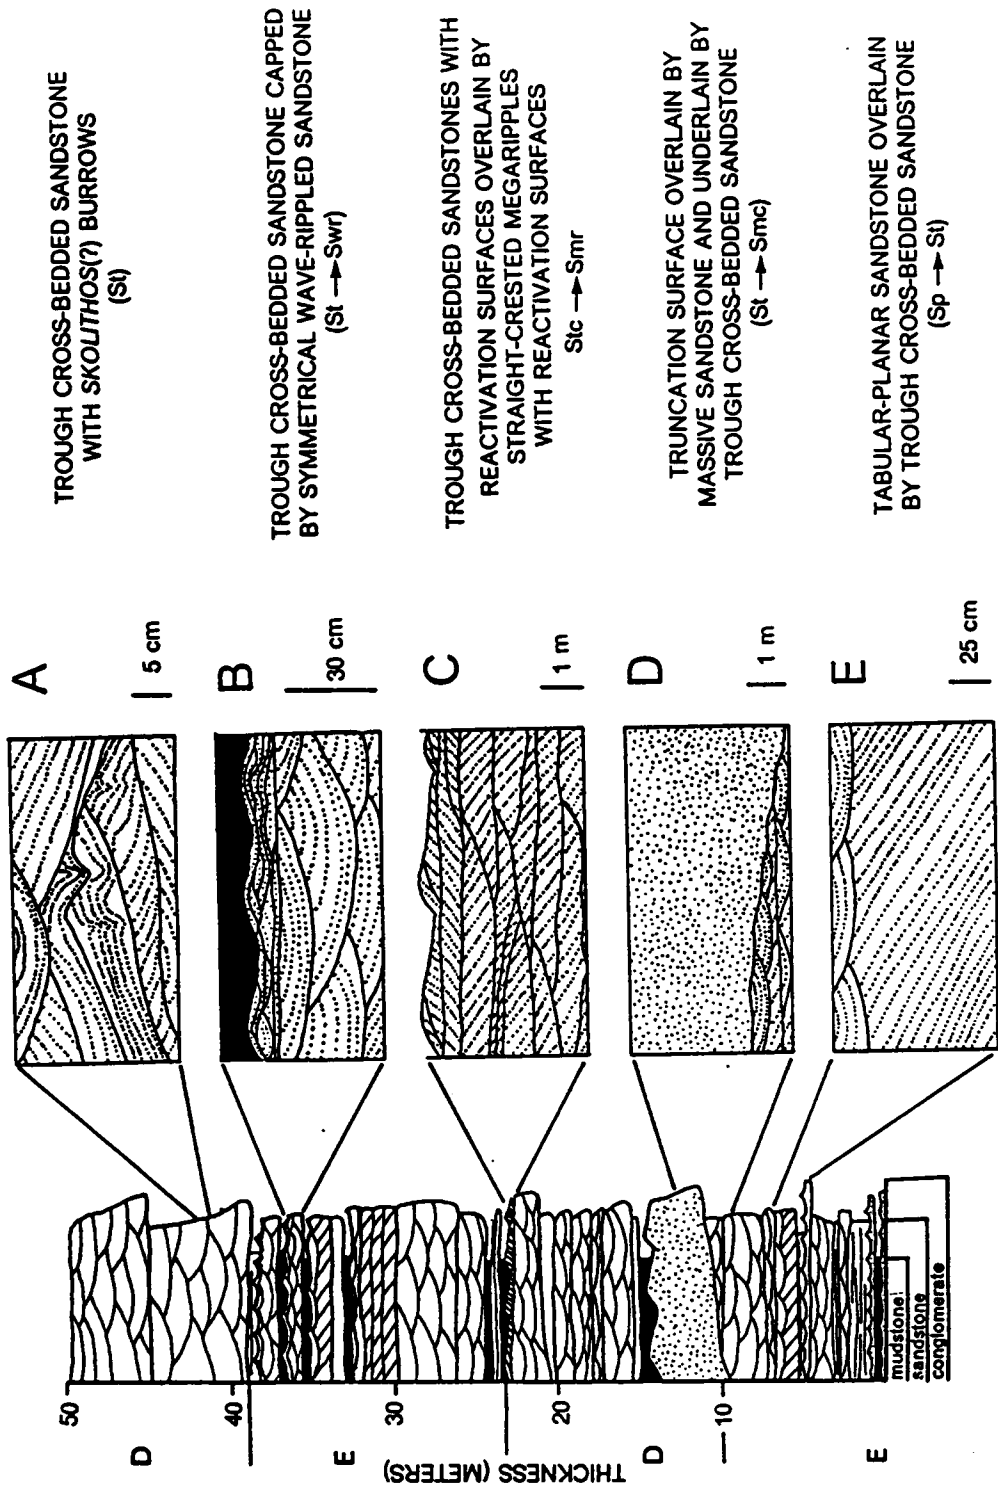 TROUGH CROSS-BEDDED SANDSTONE
WITH SKOLITHOS(?) BURROWS
(St)
TROUGH CROSS-BEDDED SANDSTONE CAPPED
BY SYMMETRICAL WAVE-RIPPLED SANDSTONE
(St → Swr)
TROUGH CROSS-BEDDED SANDSTONES WITH
REACTIVATION SURFACES OVERLAIN BY
STRAIGHT-CRESTED MEGARIPPLES
WITH REACTIVATION SURFACES
Stc → Smr
TRUNCATION SURFACE OVERLAIN BY
MASSIVE SANDSTONE AND UNDERLAIN BY
TROUGH CROSS-BEDDED SANDSTONE
(St → Smc)
TABULAR-PLANAR SANDSTONE OVERLAIN
BY TROUGH CROSS-BEDDED SANDSTONE
(Sp → St)
A
5 cm
B
30 cm
C
1 m
D
1 m
E
25 cm
50
40
30
20
10
D
E
D
E
THICKNESS (METERS)
mudstone
sandstone
conglomerate